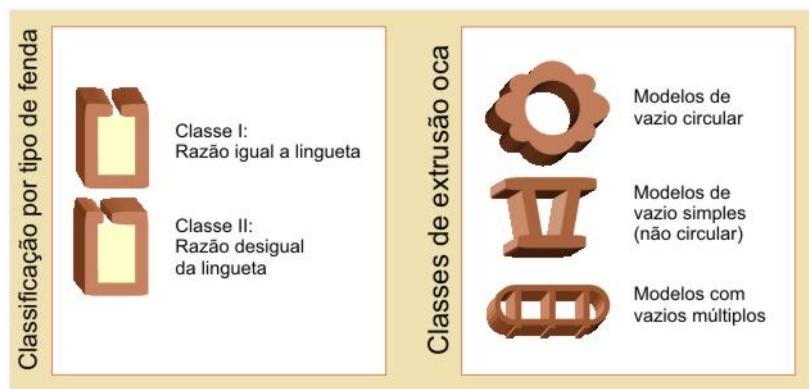 Classificação por tipo de fenda
Classe I:
Razão igual a lingueta
Classe II:
Razão desigual
da lingueta
Classes de extrusão oca
Modelos de
vazio circular
Modelos de
vazio simples
(não circular)
Modelos com
vazios múltiplos